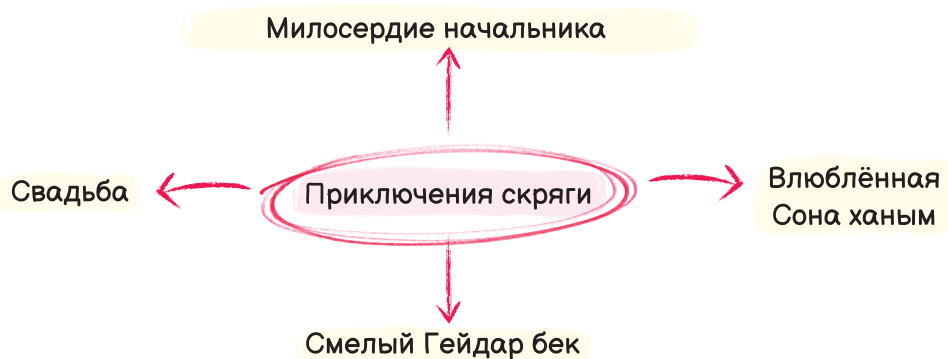 Милосердие начальника
Свадьба
Приключения скряги
Влюблённая
Сона ханым
Смелый Гейдар бек